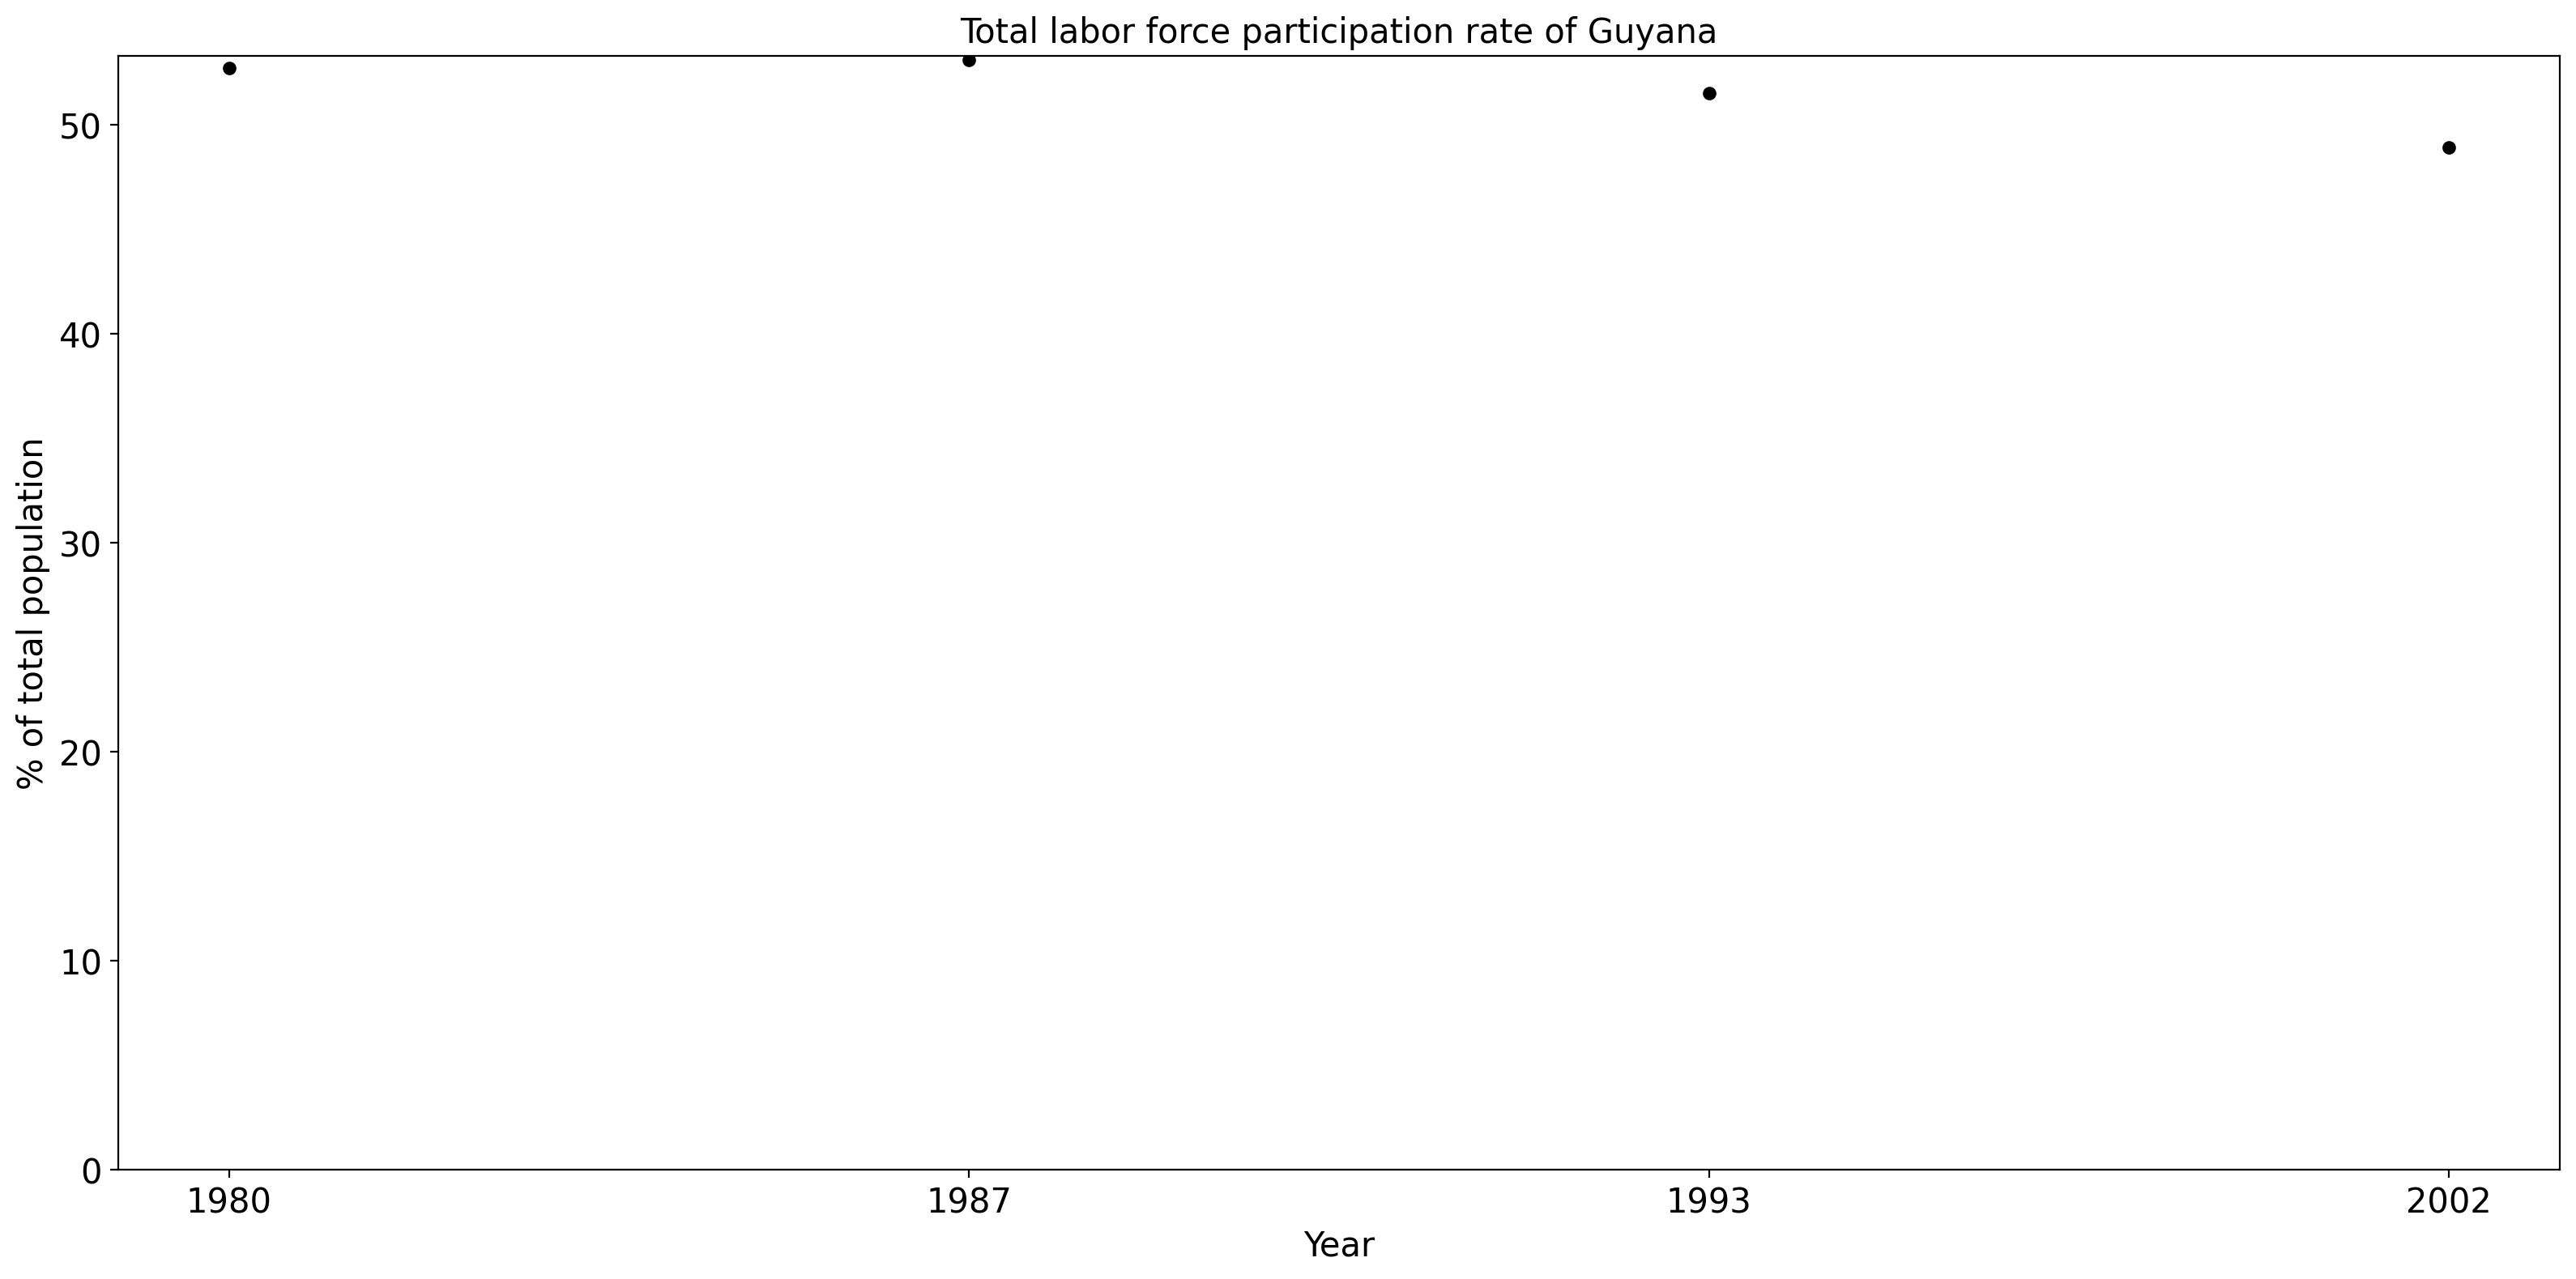 Total labor force participation rate of Guyana
% of total population
50
40
30
20
10
0
1980 1987 1993 2002
Year